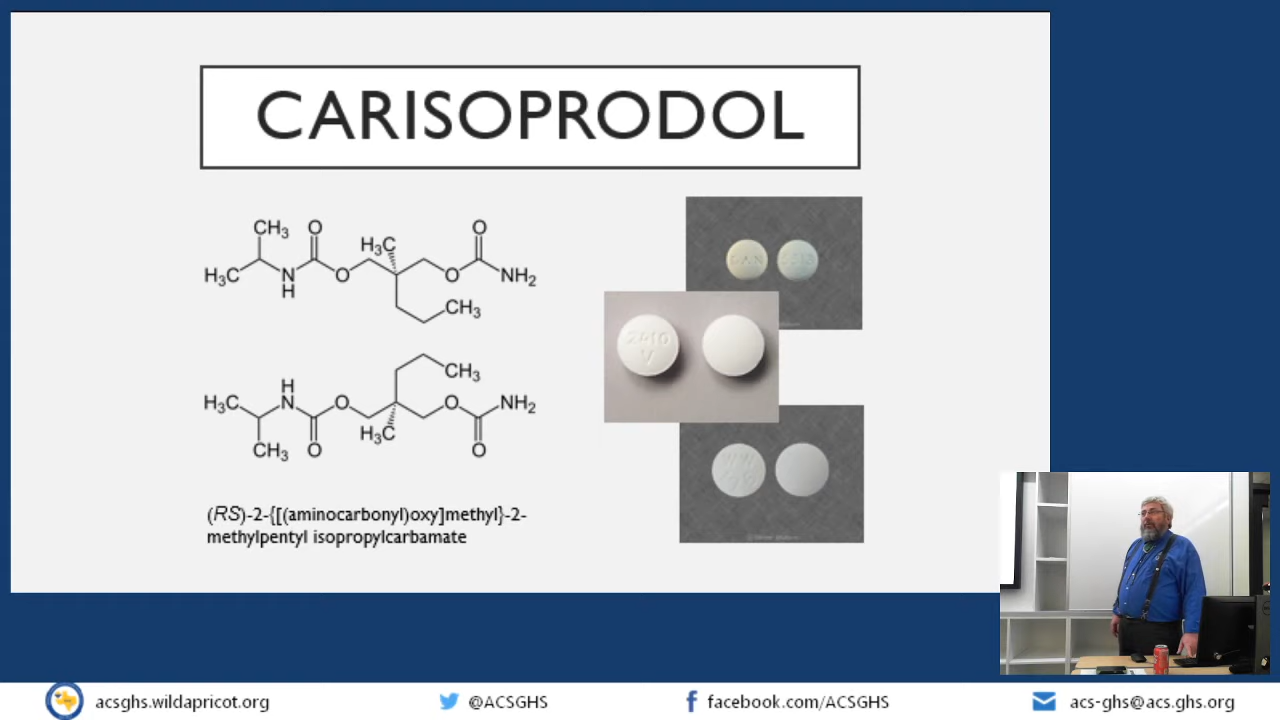 CARISOPRODOL
CH₃
O
H₃C
O
H₃C
N
H
O
O
NH₂
CH₃
CH₃
H₃C
H
N
O
O
NH₂
H₃C
CH₃
O
O
(RS)-2-{[(aminocarbonyl)oxy]methyl}-2-
methylpentyl isopropylcarbamate
DAN
2410
V
acsghs.wildapricot.org
@ACSGHS
facebook.com/ACSGHS
acs-ghs@acs.ghs.org